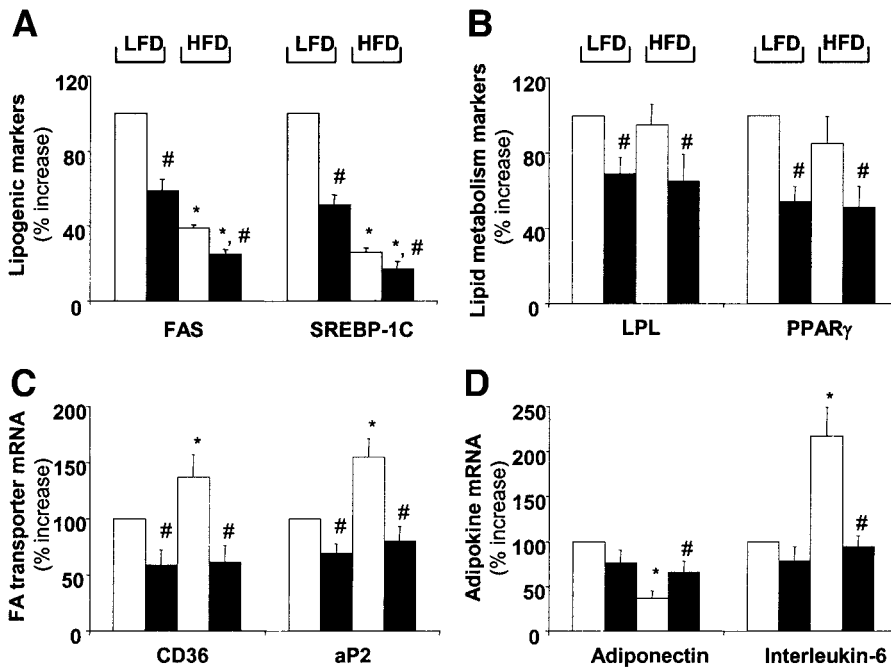 A
LFD HFD LFD HFD
Lipogenic markers
(% increase)
120
80
40
0
#
*
*, #
#
*
*, #
FAS SREBP-1C
B
LFD HFD LFD HFD
Lipid metabolism markers
(% increase)
120
80
40
0
#
#
#
#
LPL PPARγ
C
FA transporter mRNA
(% increase)
200
150
100
50
0
#
*
#
#
*
#
CD36 aP2
D
Adipokine mRNA
(% increase)
250
200
150
100
50
0
*
#
*
#
Adiponectin Interleukin-6